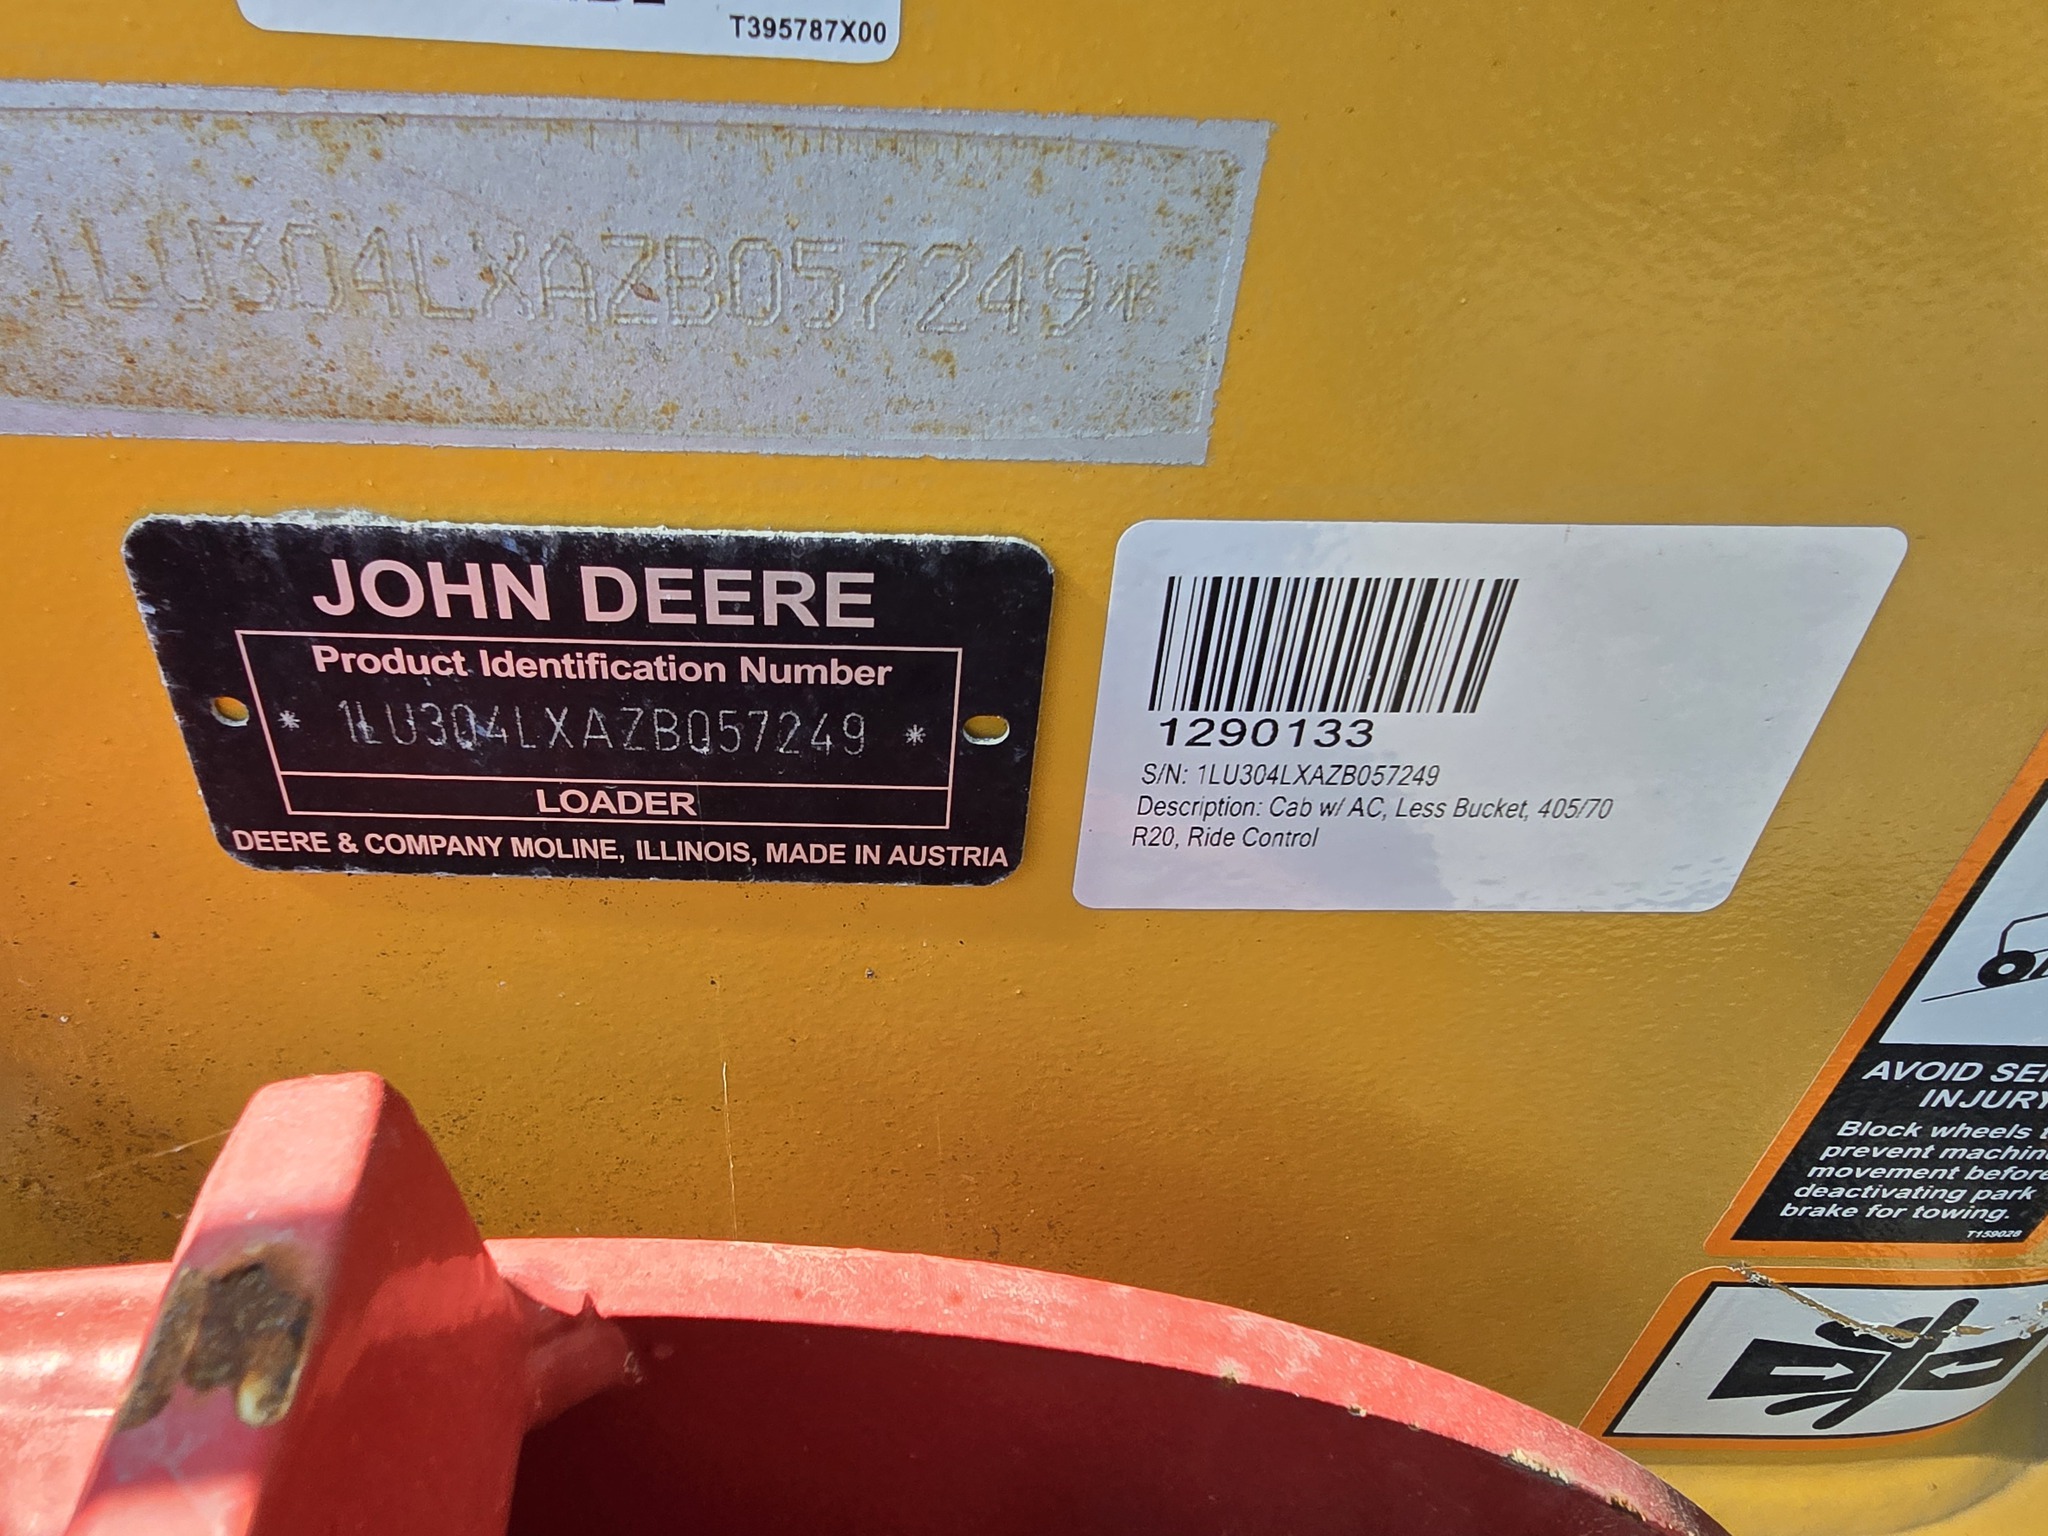 T395787X00
1LU304LXAZB057249*
JOHN DEERE
Product Identification Number
* 1LU304LXAZB057249 *
LOADER
DEERE & COMPANY MOLINE, ILLINOIS, MADE IN AUSTRIA
1290133
S/N: 1LU304LXAZB057249
Description: Cab w/ AC, Less Bucket, 405/70
R20, Ride Control
AVOID
INJURY
Block wheels
prevent
movement before
deactivating park
brake for towing.
T159028